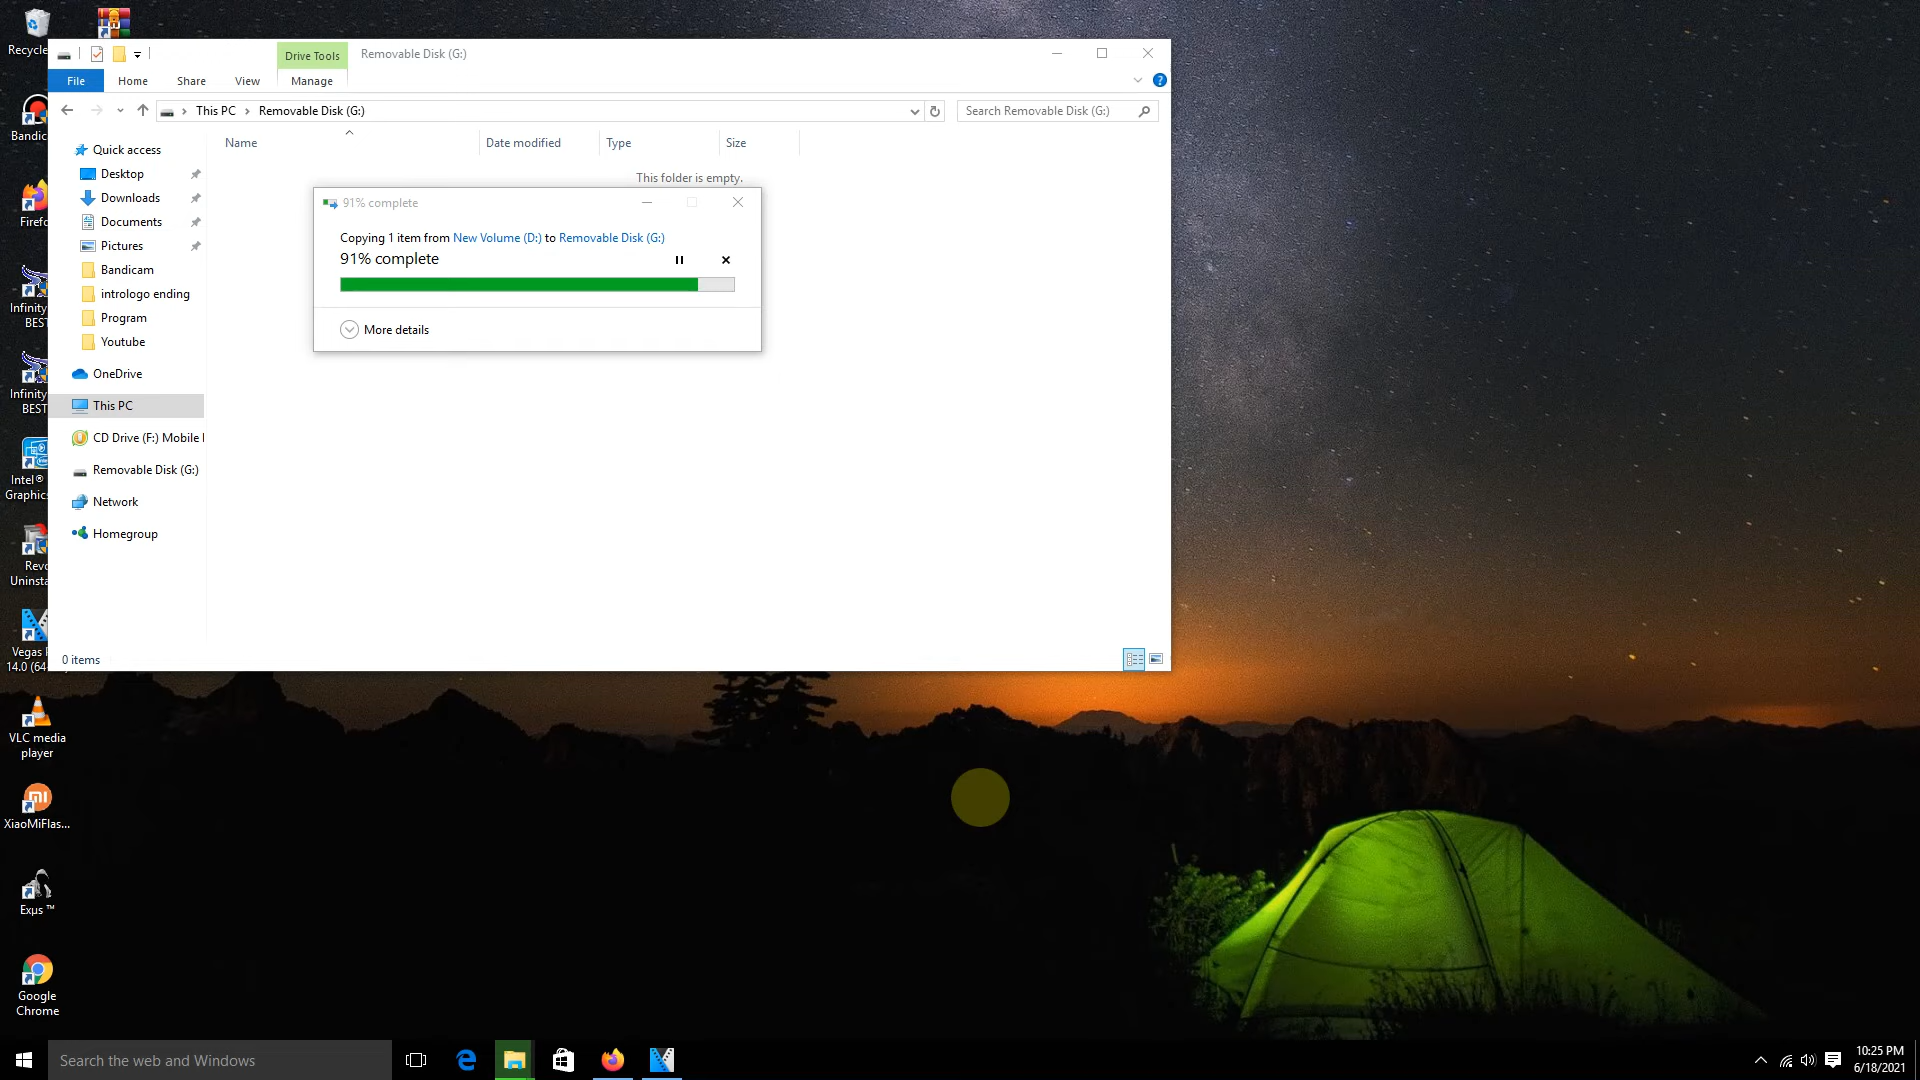 Recycle
Drive Tools
Removable Disk (G:)
File
Home
Share
View
Manage
This PC
Removable Disk (G:)
Search Removable Disk (G:)
Name
Date modified
Type
Size
This folder is empty.
Quick access
Desktop
Downloads
Documents
Pictures
Bandicam
intrologo ending
Program
Youtube
OneDrive
This PC
CD Drive (F:) Mobile
Removable Disk (G:)
Network
Homegroup
91% complete
Copying 1 item from New Volume (D:) to Removable Disk (G:)
91% complete
More details
0 items
Bandic
Firefo
Infinity
BEST
Infinity
BEST
Intel®
Graphics
Revo
Uninsta
Vegas
14.0 (64-
VLC media
player
XiaoMiFlas...
Exµs ™
Google
Chrome
Search the web and Windows
10:25 PM
6/18/2021